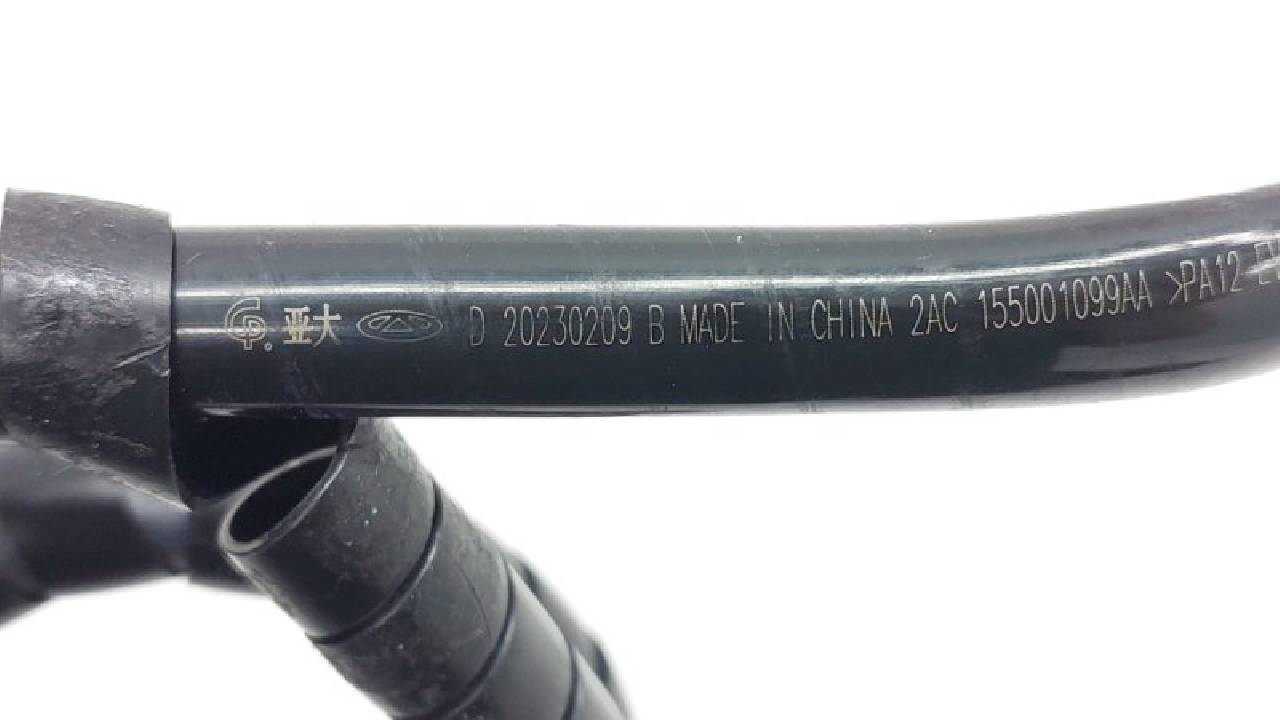 亚大 D 20230209 B MADE IN CHINA 2AC 155001099AA >PA12-